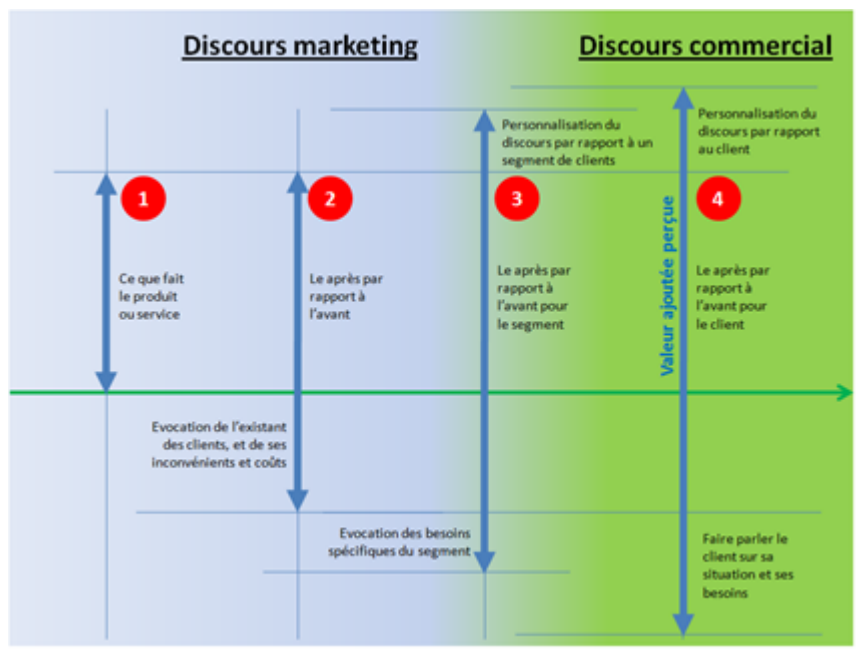 Discours marketing
Discours commercial
1
Ce que fait
le produit
ou service
2
Le après par
rapport à
l'avant
Evocation de l'existant
des clients, et de ses
inconvénients et coûts
3
Personnalisation du
discours par rapport à un
segment de clients
Le après par
rapport à
l'avant pour
le segment
Evocation des besoins
spécifiques du segment
4
Personnalisation du
discours par rapport
au client
Valeur ajoutée perçue
Le après par
rapport à
l'avant pour
le client
Faire parler le
client sur sa
situation et ses
besoins